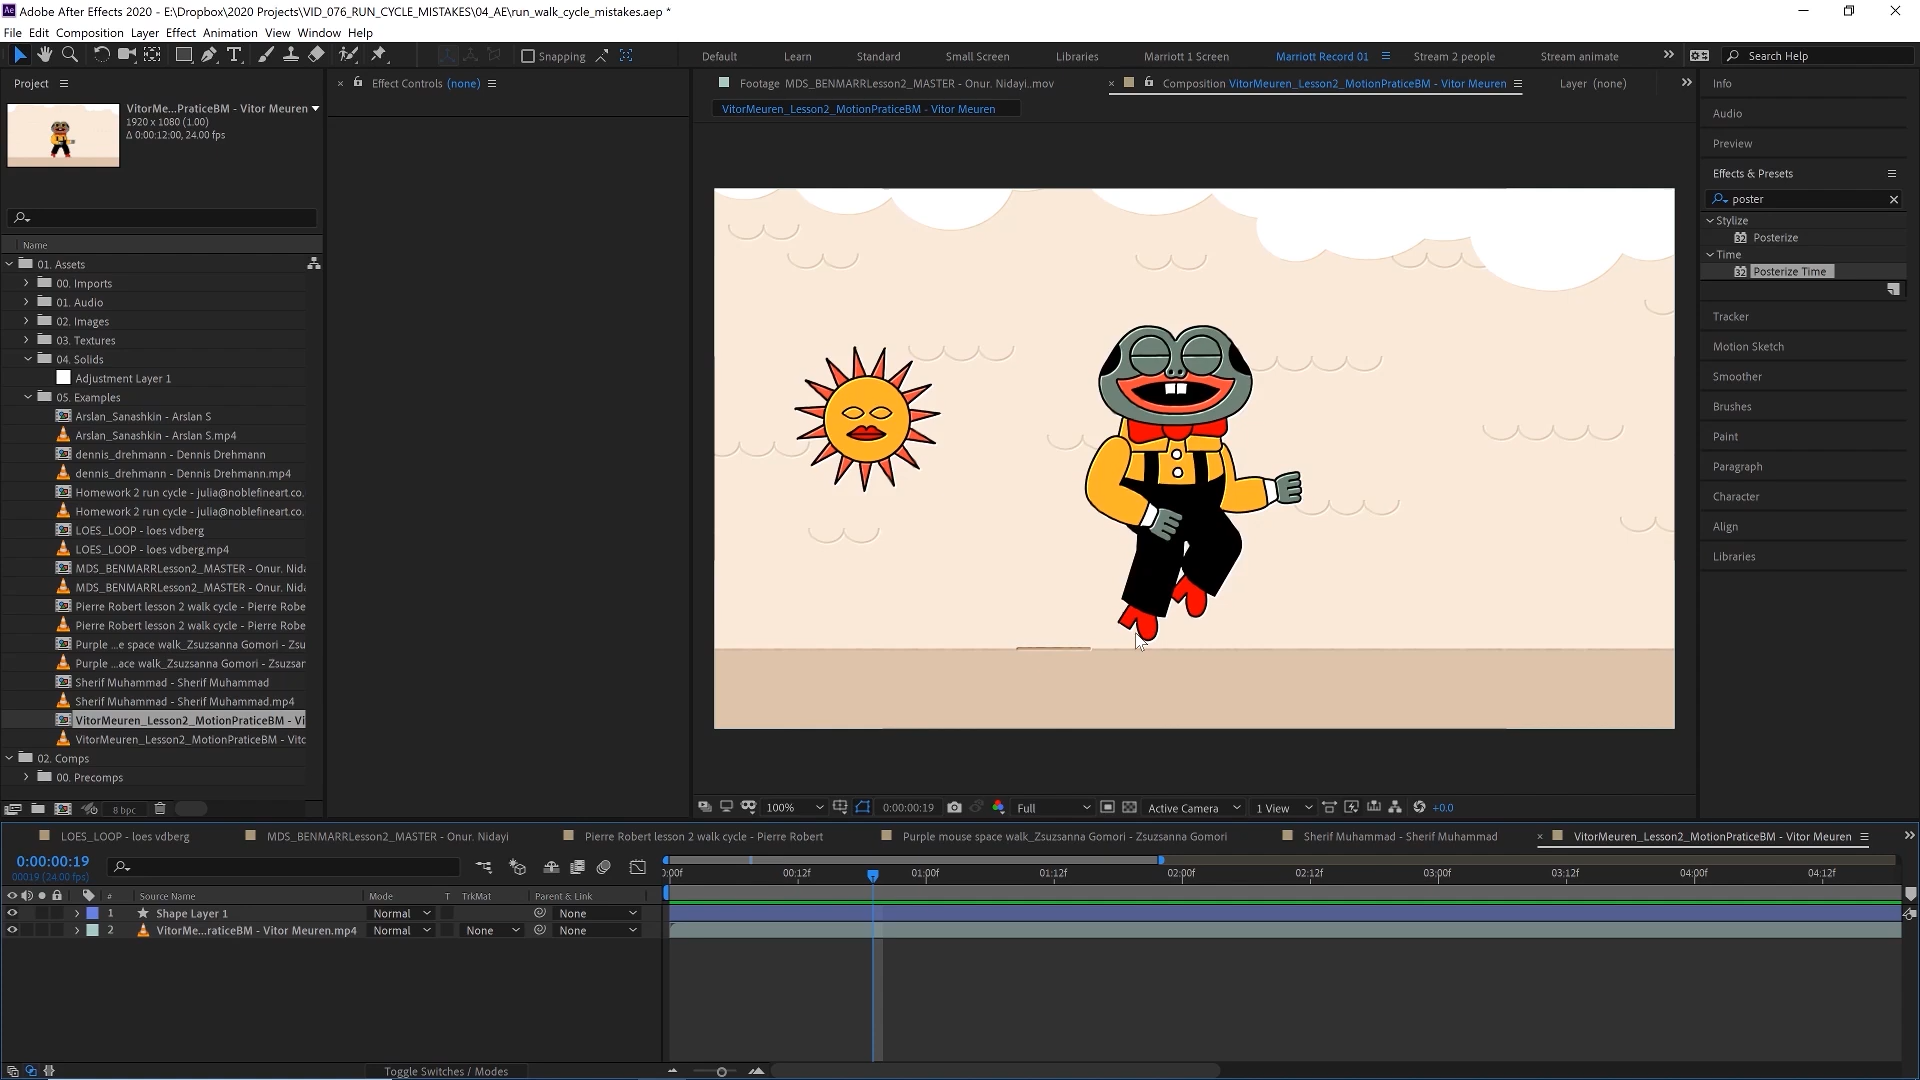 Adobe After Effects 2020 - E:\Dropbox\2020 Projects\VID_076_RUN_CYCLE_MISTAKES\04_AE\run_walk_cycle_mistakes.aep *
File Edit Composition Layer Effect Animation View Window Help
Snapping
Default Learn Standard Small Screen Libraries Marriott 1 Screen Marriott Record 01 Stream 2 people Stream animate
Search Help
Project
Effect Controls (none)
Footage MDS_BENMARRLesson2_MASTER - Onur. Nidayi..mov
Composition VitorMeuren_Lesson2_MotionPraticeBM - Vitor Meuren
Layer (none)
VitorMeuren_Lesson2_MotionPraticeBM - Vitor Meuren
VitorMe...PraticeBM - Vitor Meuren
1920 x 1080 (1.00)
Δ 0:00:12:00, 24.00 fps
Name
01. Assets
00. Imports
01. Audio
02. Images
03. Textures
04. Solids
Adjustment Layer 1
05. Examples
Arslan_Sanashkin - Arslan S
Arslan_Sanashkin - Arslan S.mp4
dennis_drehmann - Dennis Drehmann
dennis_drehmann - Dennis Drehmann.mp4
Homework 2 run cycle - julia@noblefineart.co.
Homework 2 run cycle - julia@noblefineart.co.
LOES_LOOP - loes vdberg
LOES_LOOP - loes vdberg.mp4
MDS_BENMARRLesson2_MASTER - Onur. Nida
MDS_BENMARRLesson2_MASTER - Onur. Nida
Pierre Robert lesson 2 walk cycle - Pierre Robe
Pierre Robert lesson 2 walk cycle - Pierre Robe
Purple ...e space walk_Zsuzsanna Gomori - Zsu
Purple ...ace walk_Zsuzsanna Gomori - Zsuzsar
Sherif Muhammad - Sherif Muhammad
Sherif Muhammad - Sherif Muhammad.mp4
VitorMeuren_Lesson2_MotionPraticeBM - Vi
VitorMeuren_Lesson2_MotionPraticeBM - Vitc
02. Comps
00. Precomps
8 bpc
Info
Audio
Preview
Effects & Presets
poster
Stylize
32 Posterize
Time
32 Posterize Time
Tracker
Motion Sketch
Smoother
Brushes
Paint
Paragraph
Character
Align
Libraries
100% 0:00:00:19 Full Active Camera 1 View +0.0
LOES_LOOP - loes vdberg
MDS_BENMARRLesson2_MASTER - Onur. Nidayi
Pierre Robert lesson 2 walk cycle - Pierre Robert
Purple mouse space walk_Zsuzsanna Gomori - Zsuzsanna Gomori
Sherif Muhammad - Sherif Muhammad
VitorMeuren_Lesson2_MotionPraticeBM - Vitor Meuren
0:00:00:19
00019 (24.00 fps)
:00f 00:12f 01:00f 01:12f 02:00f 02:12f 03:00f 03:12f 04:00f 04:12f
# Source Name Mode T TrkMat Parent & Link
1 Shape Layer 1 Normal None
2 VitorMe...raticeBM - Vitor Meuren.mp4 Normal None None
Toggle Switches / Modes